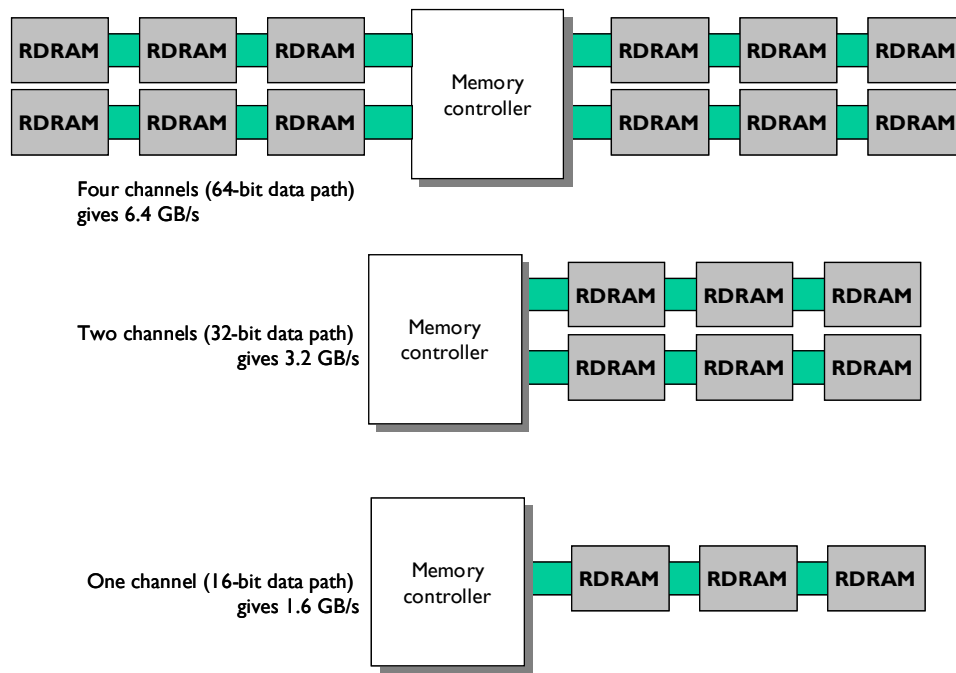 RDRAM RDRAM RDRAM RDRAM RDRAM RDRAM
Memory
controller
RDRAM RDRAM RDRAM RDRAM RDRAM RDRAM
Four channels (64-bit data path)
gives 6.4 GB/s
RDRAM RDRAM RDRAM
Two channels (32-bit data path)
gives 3.2 GB/s
Memory
controller
RDRAM RDRAM RDRAM
One channel (16-bit data path)
gives 1.6 GB/s
Memory
controller
RDRAM RDRAM RDRAM